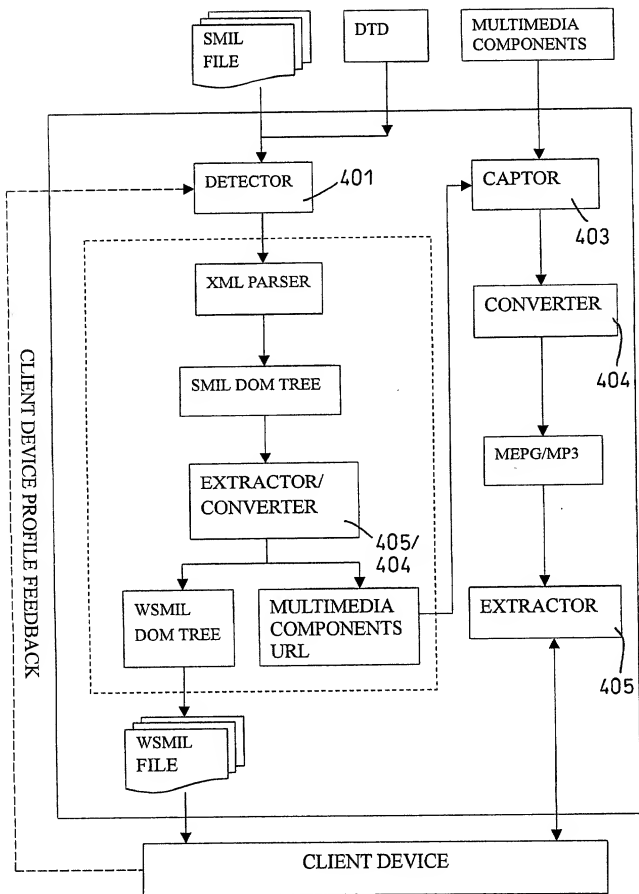 SMIL
FILE
DTD
MULTIMEDIA
COMPONENTS
DETECTOR
401
CAPTOR
403
XML PARSER
CONVERTER
404
SMIL DOM TREE
CLIENT DEVICE PROFILE FEEDBACK
MEPG/MP3
EXTRACTOR/
CONVERTER
405/
404
WSMIL
DOM TREE
MULTIMEDIA
COMPONENTS
URL
EXTRACTOR
405
WSMIL
FILE
CLIENT DEVICE